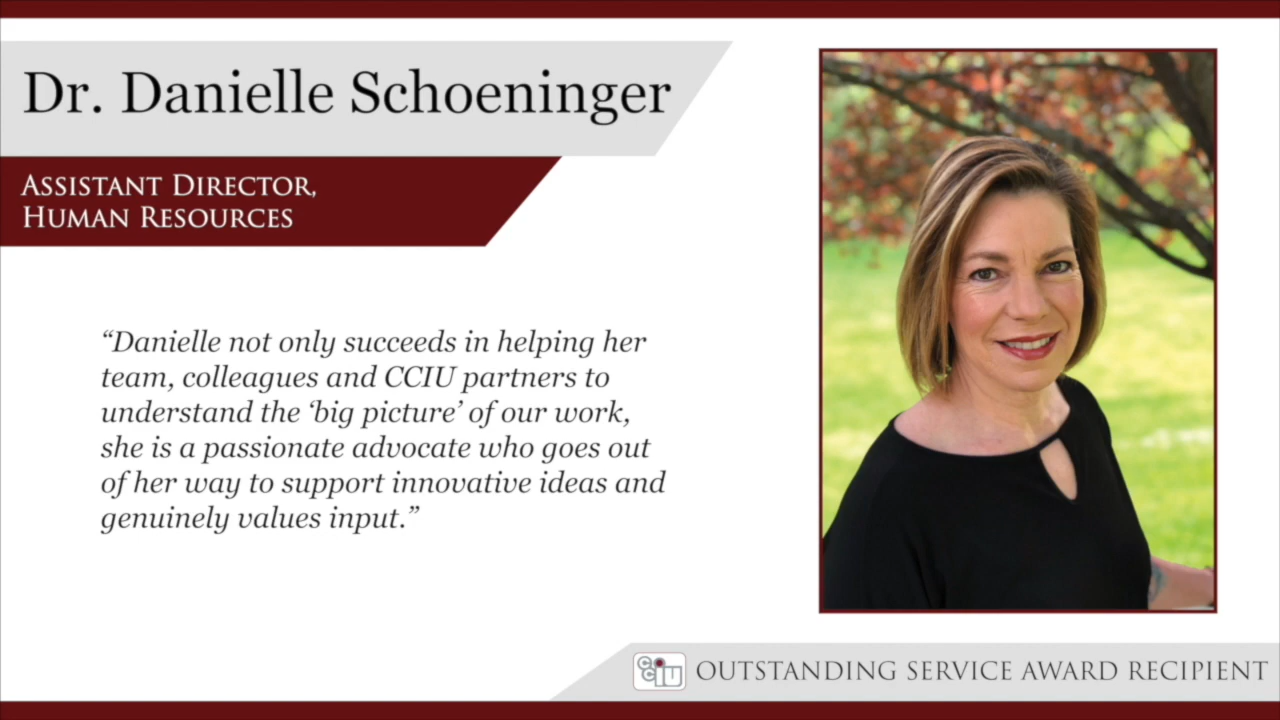 Dr. Danielle Schoeninger
Assistant Director,
Human Resources
“Danielle not only succeeds in helping her
team, colleagues and CCIU partners to
understand the ‘big picture’ of our work,
she is a passionate advocate who goes out
of her way to support innovative ideas and
genuinely values input.”
CCIU
OUTSTANDING SERVICE AWARD RECIPIENT